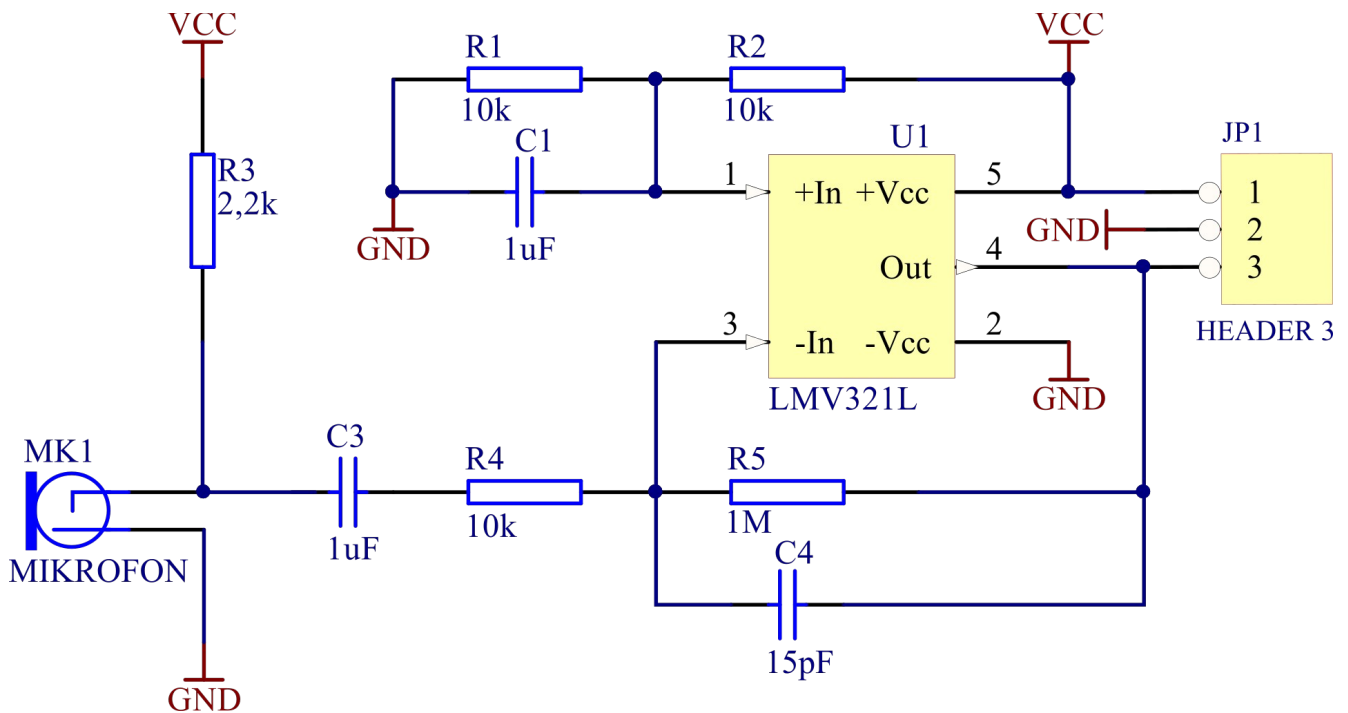 VCC
R1
R2
VCC
10k
10k
JP1
C1
U1
R3
2,2k
1
+In
+Vcc
5
1
GND
1uF
GND
2
Out
4
3
3
-In
-Vcc
2
HEADER 3
LMV321L
GND
MK1
C3
R4
R5
10k
1M
1uF
C4
MIKROFON
15pF
GND